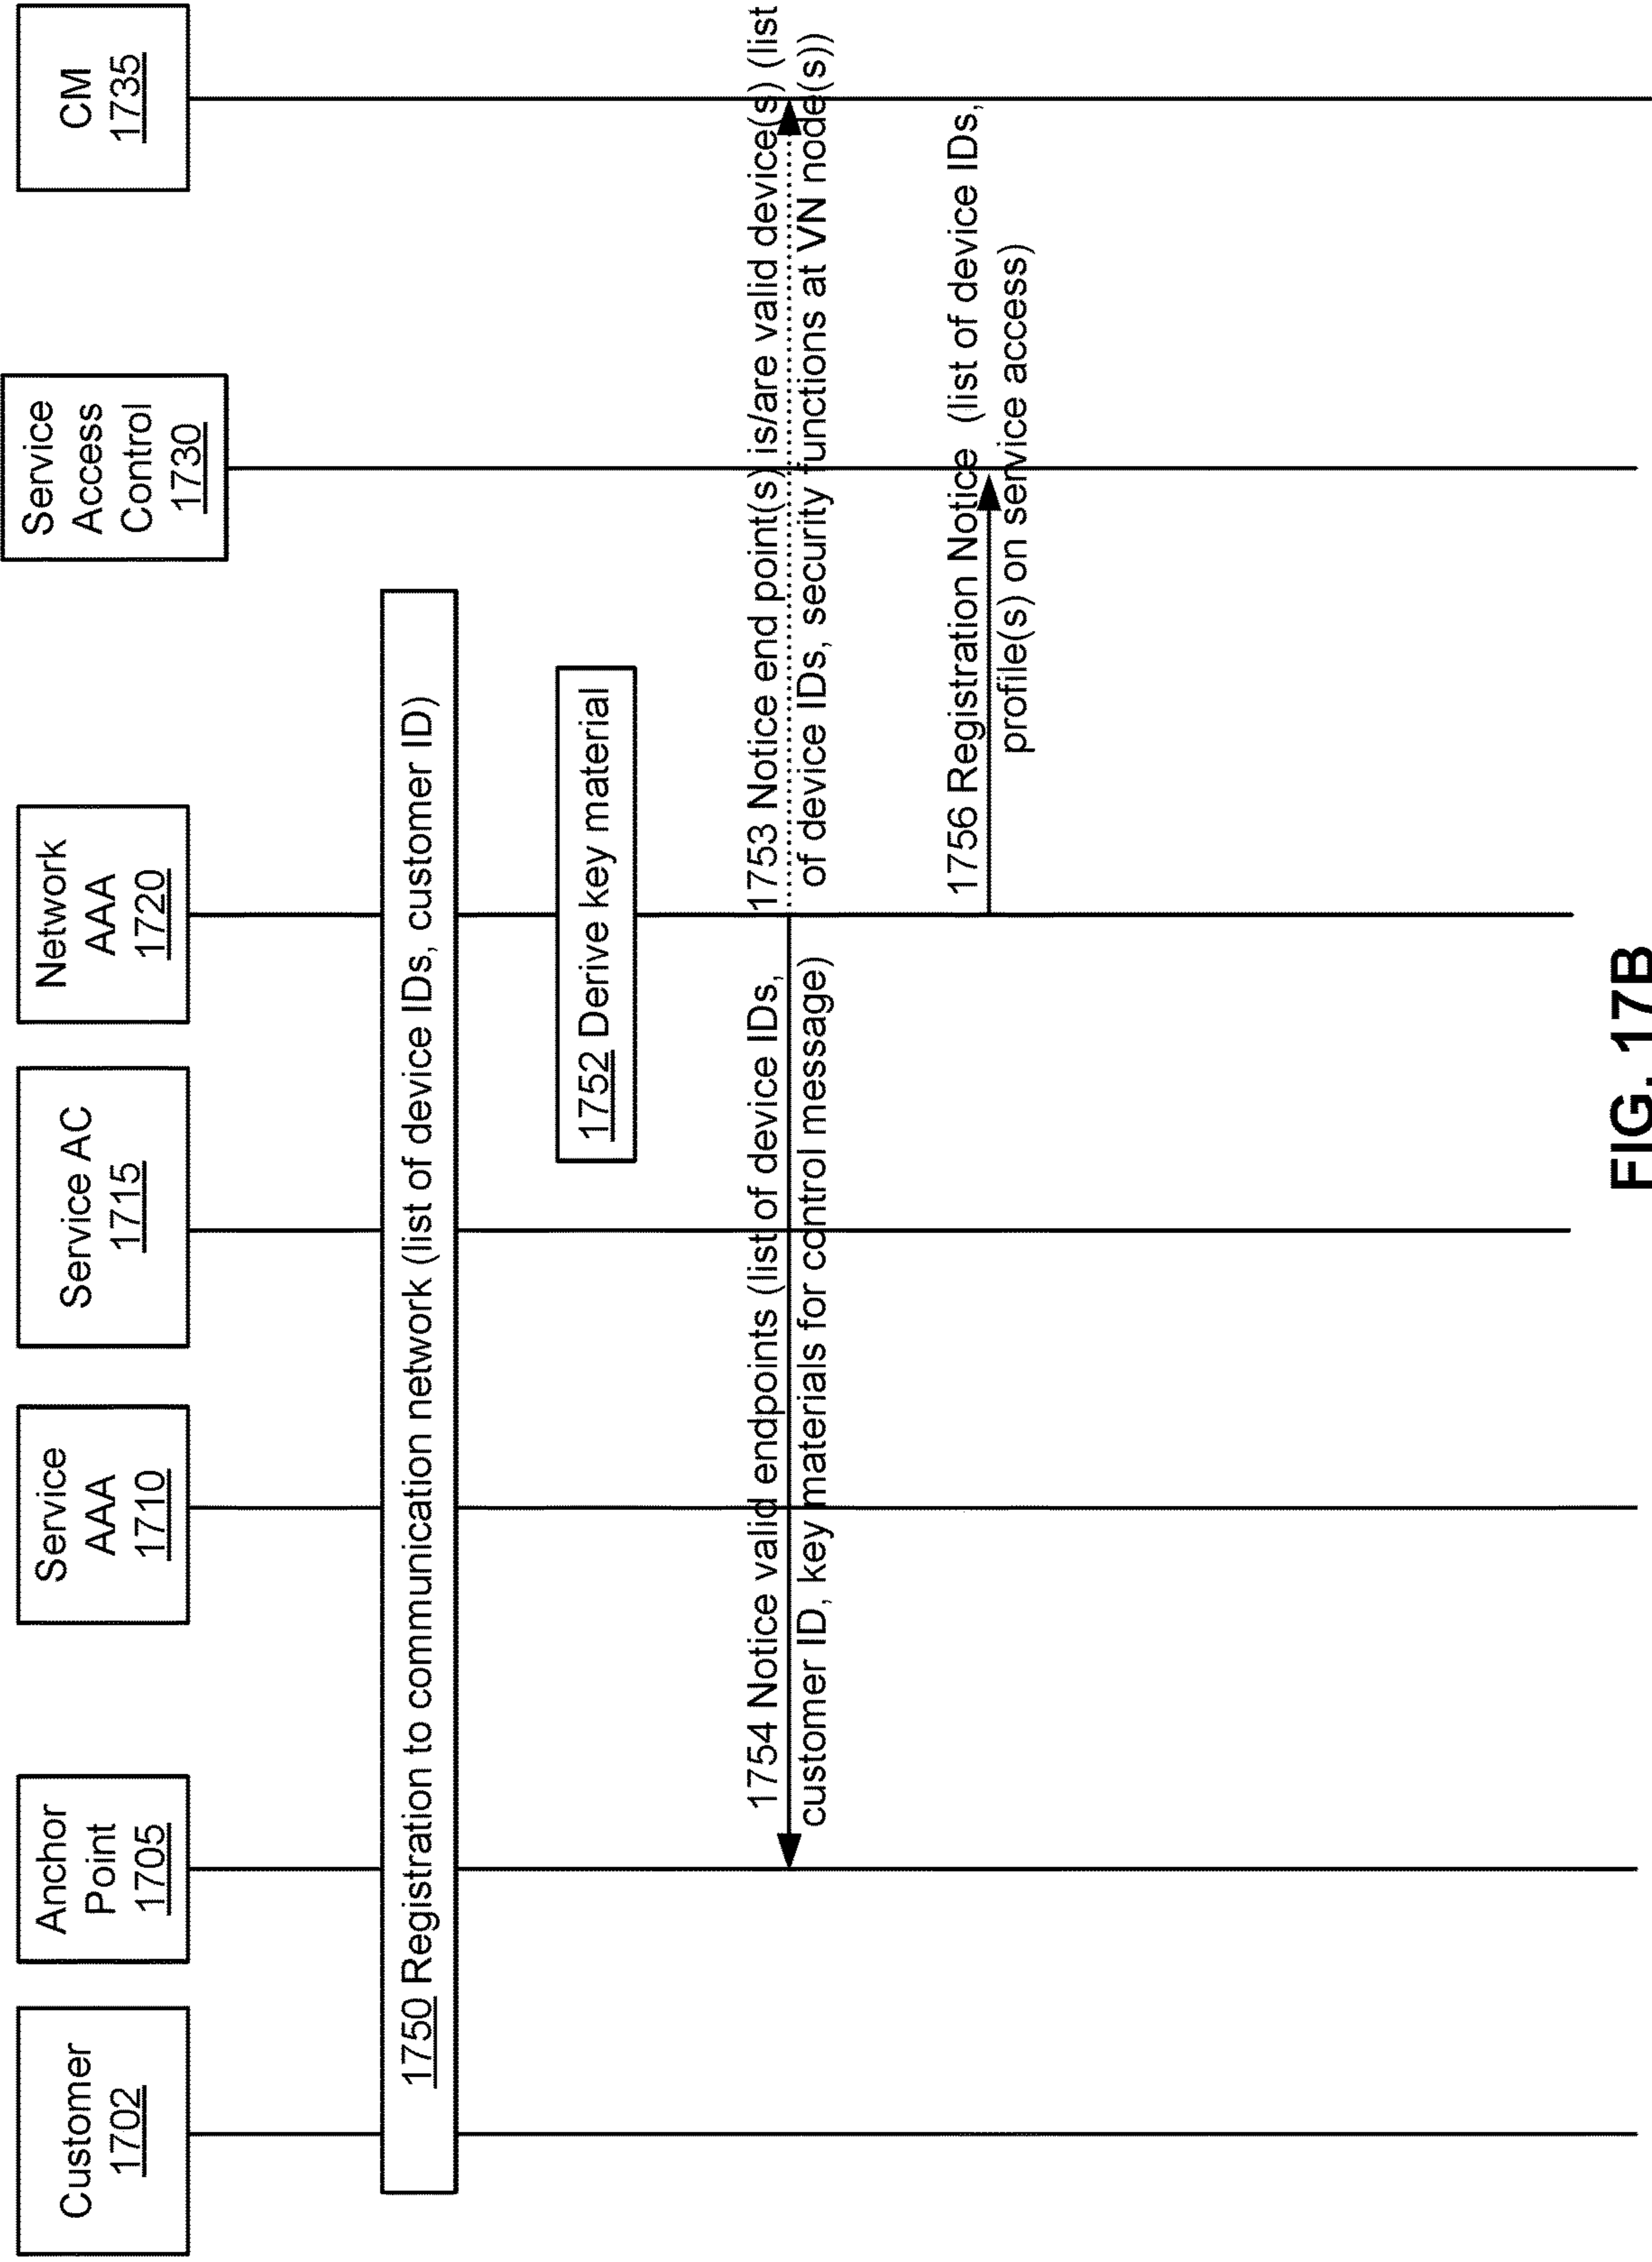 Customer
1702
Anchor
Point
1705
Service
AAA
1710
Service AC
1715
Network
AAA
1720
Service
Access
Control
1730
CM
1735
1750 Registration to communication network (list of device IDs, customer ID)
1752 Derive key material
1754 Notice valid endpoints (list of device IDs,
customer ID, key materials for control message)
1753 Notice end point(s) is/are valid device(s) (list
of device IDs, security functions at VN node(s))
1756 Registration Notice (list of device IDs,
profile(s) on service access)
FIG. 17B